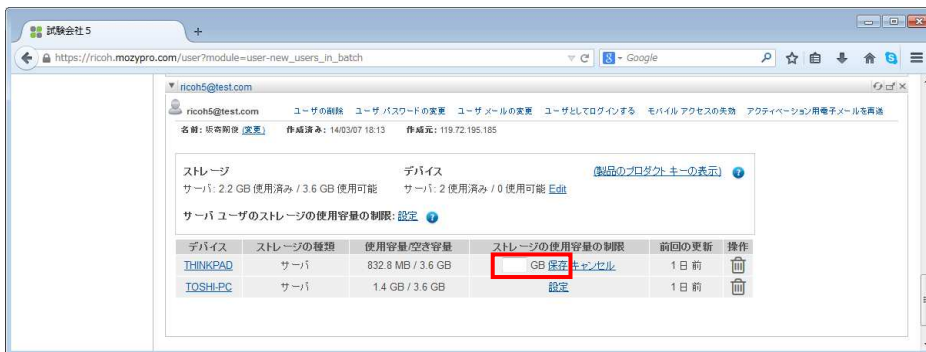 試験会社5
https://ricoh.mozypro.com/user?module=user-new_users_in_batch
Google
ricoh5@test.com
ricoh5@test.com ユーザの削除 ユーザ パスワードの変更 ユーザ メールの変更 ユーザとしてログインする モバイル アクセスの失効 アクティベーション用電子メールを再送
名前: 坂寄剛俊 (変更) 作成済み: 14/03/07 18:13 作成元: 119.72.195.185
ストレージ デバイス (製品のプロダクト キーの表示)
サーバ: 2.2 GB 使用済み / 3.6 GB 使用可能 サーバ: 2 使用済み / 0 使用可能 Edit
サーバ ユーザのストレージの使用容量の制限: 設定
デバイス ストレージの種類 使用容量/空き容量 ストレージの使用容量の制限 前回の更新 操作
THINKPAD サーバ 832.8 MB / 3.6 GB GB 保存 キャンセル 1 日 前
TOSHI-PC サーバ 1.4 GB / 3.6 GB 設定 1 日 前